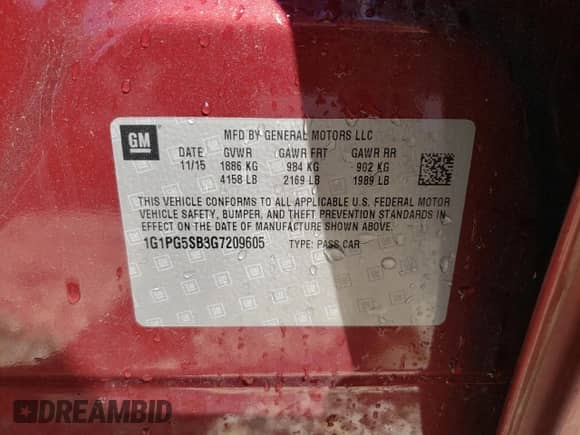 GM
MFD BY GENERAL MOTORS LLC
DATE GVWR GAWR FRT GAWR RR
11/15 1886 KG 984 KG 902 KG
4158 LB 2169 LB 1989 LB
THIS VEHICLE CONFORMS TO ALL APPLICABLE U.S. FEDERAL MOTOR
VEHICLE SAFETY, BUMPER, AND THEFT PREVENTION STANDARDS IN
EFFECT ON THE DATE OF MANUFACTURE SHOWN ABOVE.
1G1PG5SB3G7209605 TYPE: PASS CAR
DREAMBID